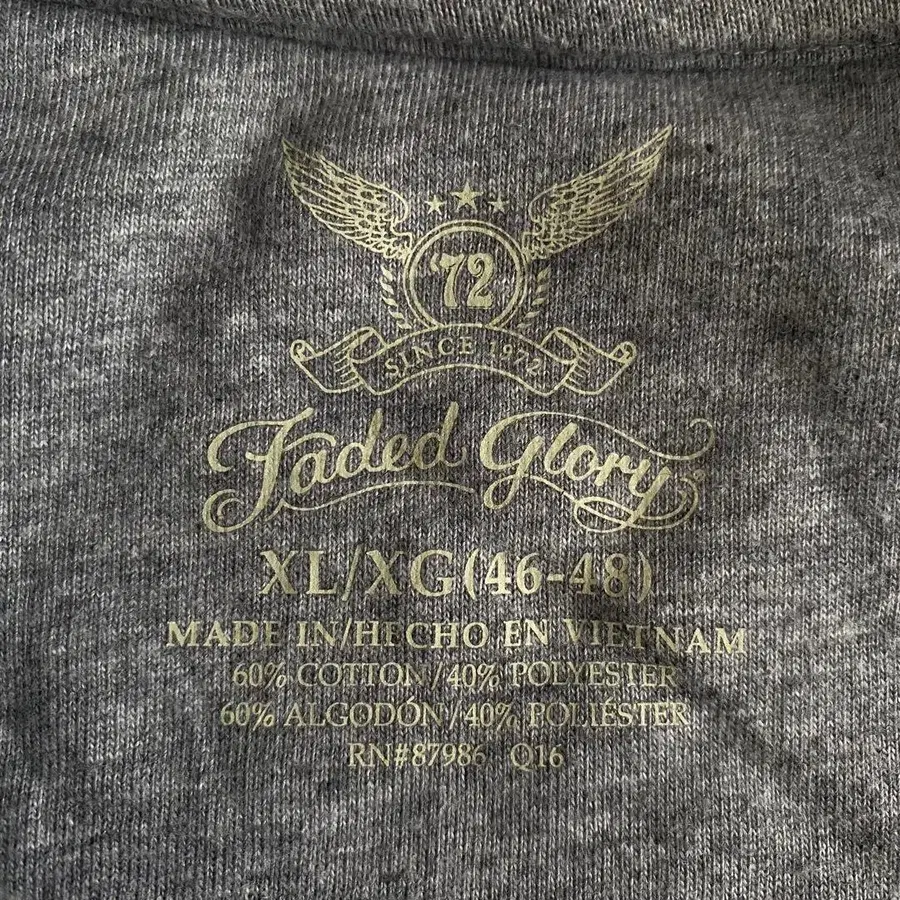 '72
SINCE 1972
Faded Glory
XL/XG(46-48)
MADE IN/HECHO EN VIETNAM
60% COTTON/40% POLYESTER
60% ALGODÓN/40% POLIÉSTER
RN#87986 Q16